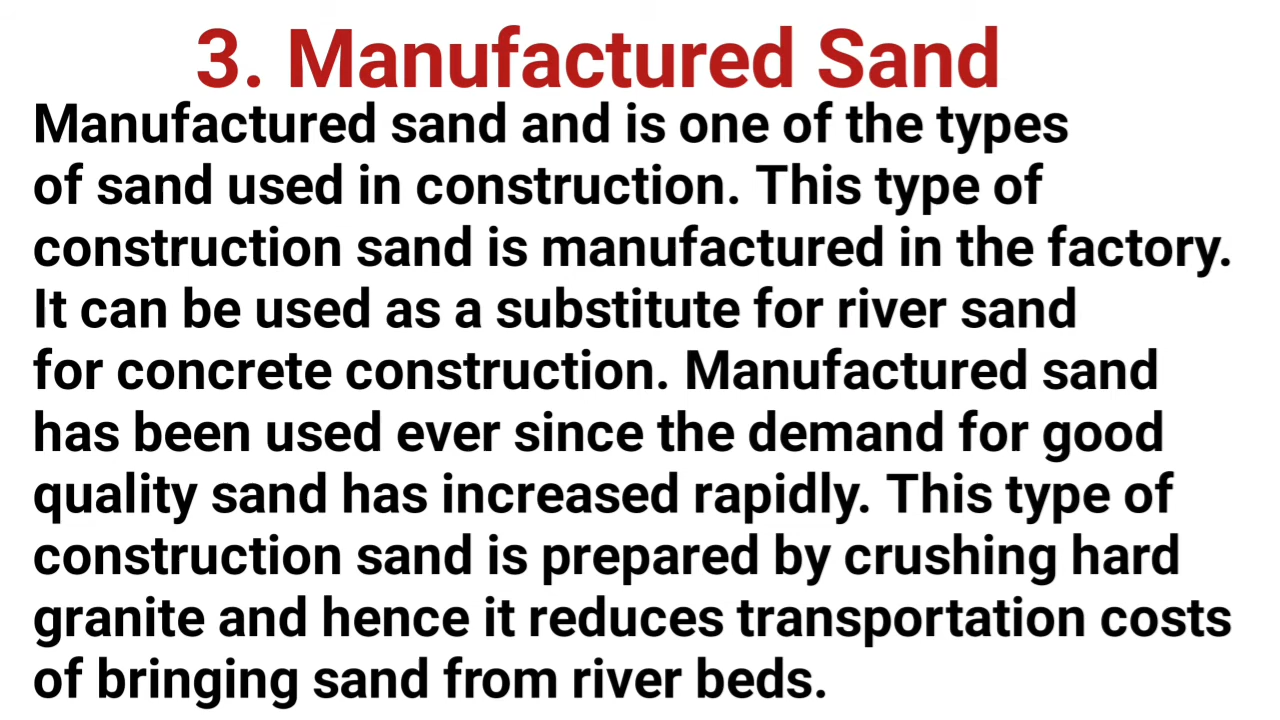 3. Manufactured Sand
Manufactured sand and is one of the types
of sand used in construction. This type of
construction sand is manufactured in the factory.
It can be used as a substitute for river sand
for concrete construction. Manufactured sand
has been used ever since the demand for good
quality sand has increased rapidly. This type of
construction sand is prepared by crushing hard
granite and hence it reduces transportation costs
of bringing sand from river beds.